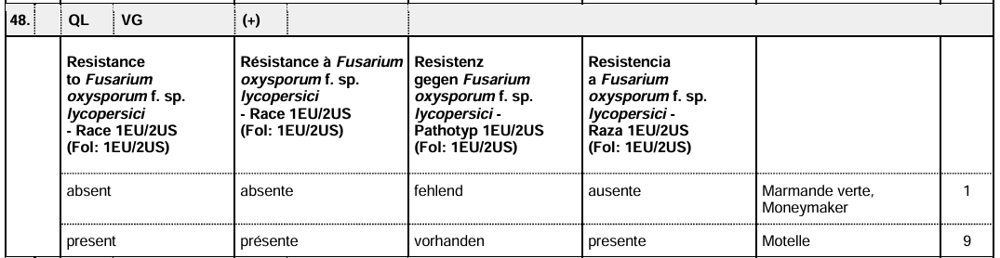 48. QL VG (+)
Resistance
to Fusarium
oxysporum f. sp.
lycopersici
- Race 1EU/2US
(Fol: 1EU/2US)
Résistance à Fusarium
oxysporum f. sp.
lycopersici
- Race 1EU/2US
(Fol: 1EU/2US)
Resistenz
gegen Fusarium
oxysporum f. sp.
lycopersici -
Pathotyp 1EU/2US
(Fol: 1EU/2US)
Resistencia
a Fusarium
oxysporum f. sp.
lycopersici -
Raza 1EU/2US
(Fol: 1EU/2US)
absent
absente
fehlend
ausente
Marmande verte,
Moneymaker
1
present
présente
vorhanden
presente
Motelle
9